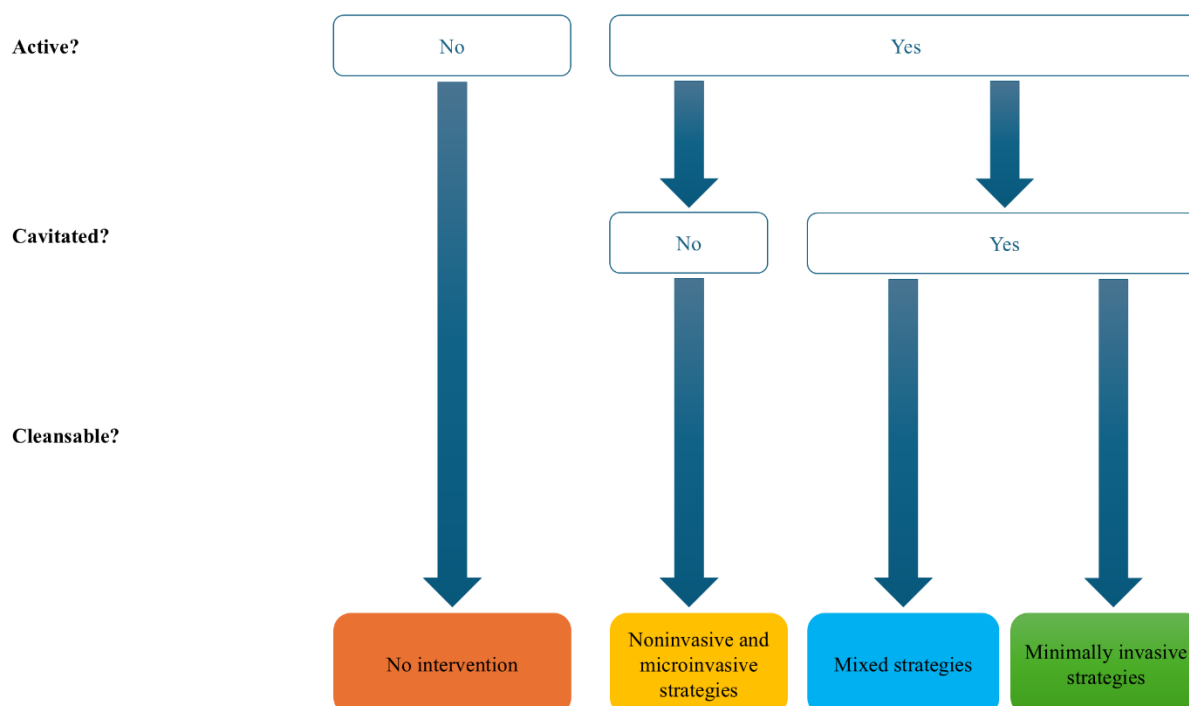 Active?
No
Yes
Cavitated?
No
Yes
Cleansable?
No intervention
Noninvasive and
microinvasive
strategies
Mixed strategies
Minimally invasive
strategies